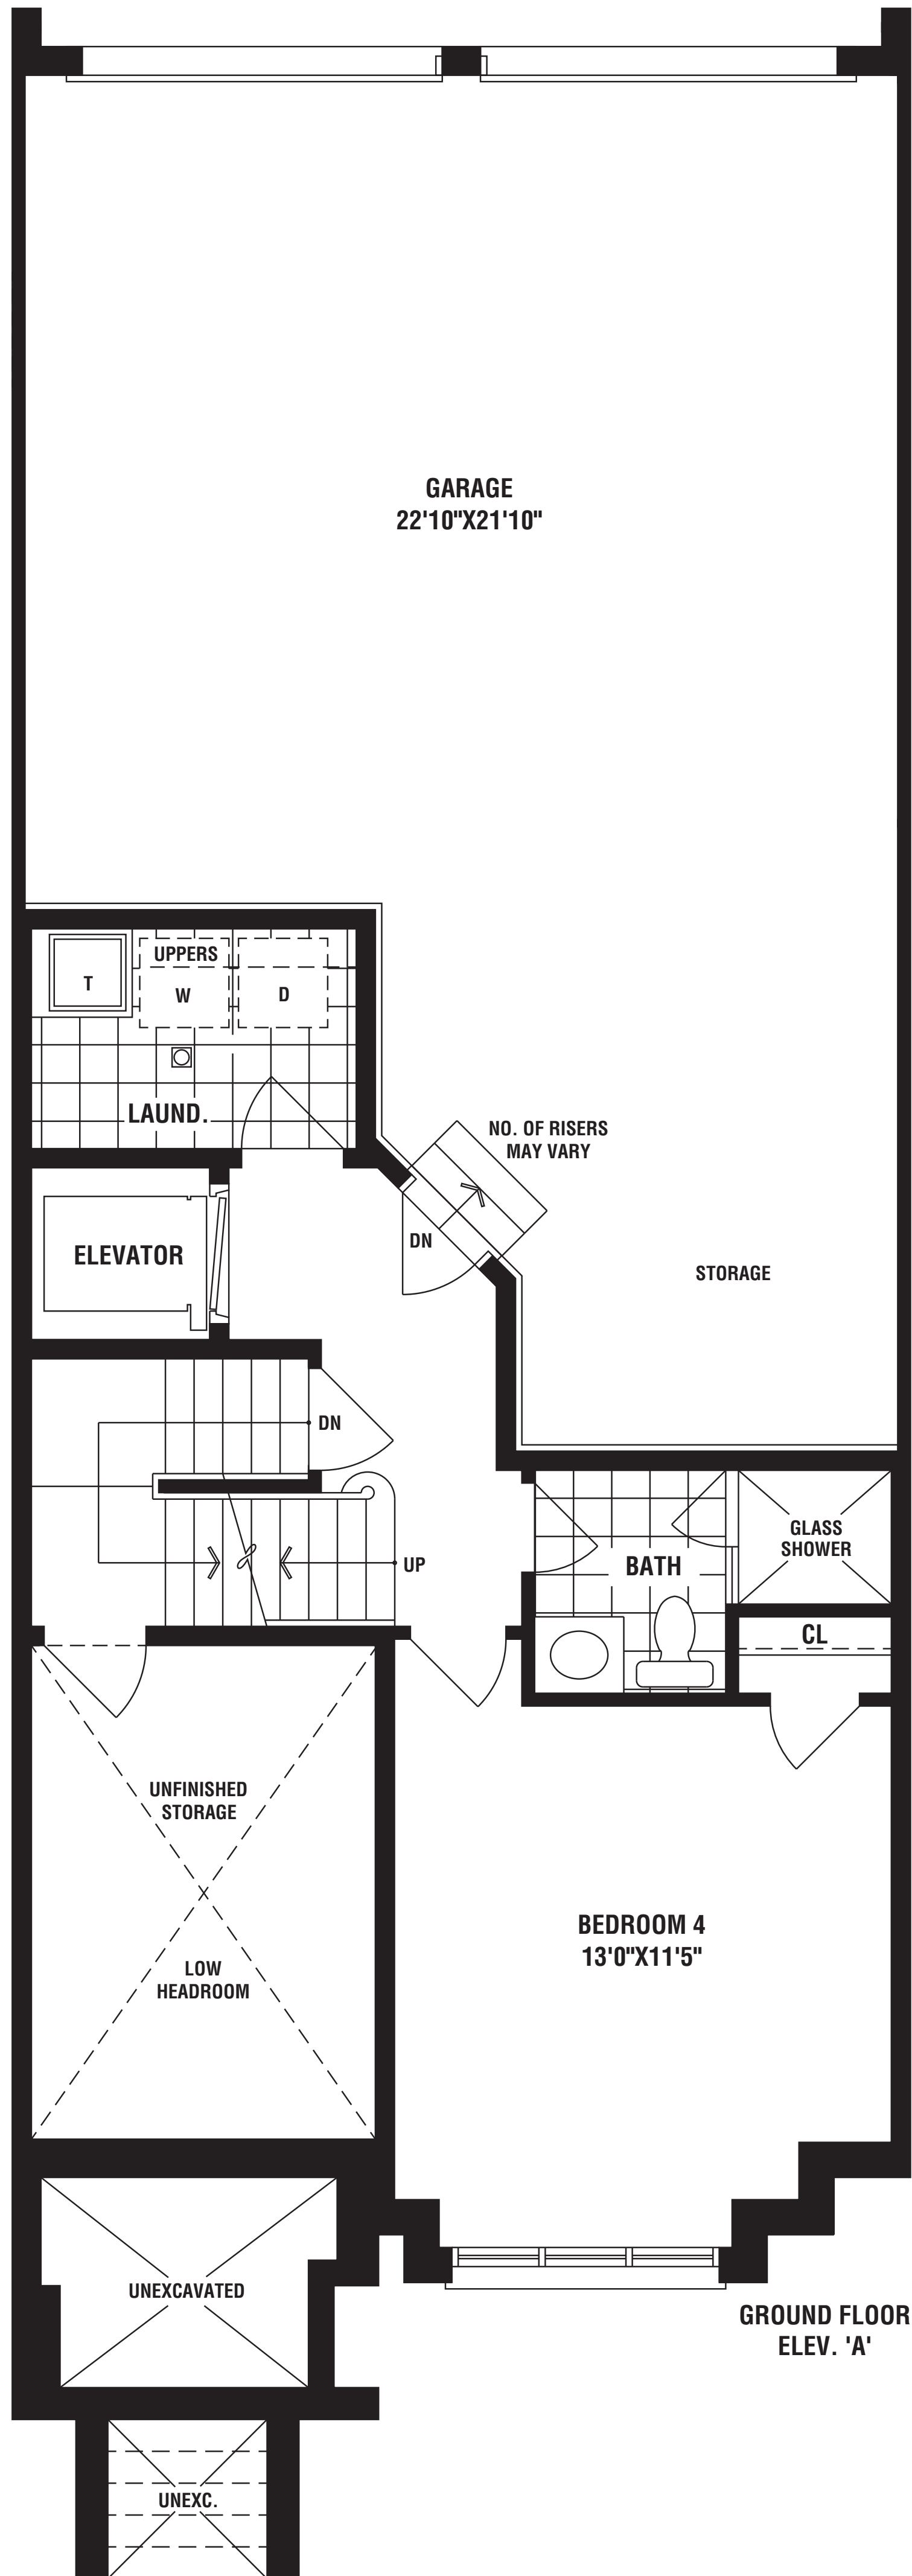 GARAGE
22'10"X21'10"
UPPERS
T
W
D
LAUND.
NO. OF RISERS
MAY VARY
DN
ELEVATOR
STORAGE
DN
UP
GLASS
SHOWER
BATH
CL
UNFINISHED
STORAGE
LOW
HEADROOM
BEDROOM 4
13'0"X11'5"
UNEXCAVATED
GROUND FLOOR
ELEV. 'A'
UNEXC.